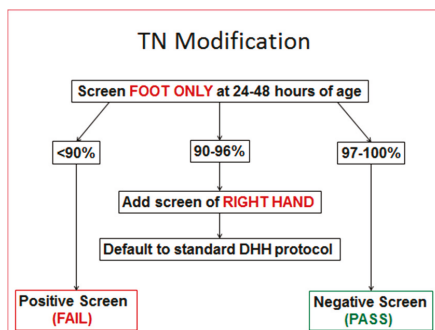 TN Modification
Screen FOOT ONLY at 24-48 hours of age
<90%
90-96%
97-100%
Add screen of RIGHT HAND
Default to standard DHH protocol
Positive Screen
(FAIL)
Negative Screen
(PASS)